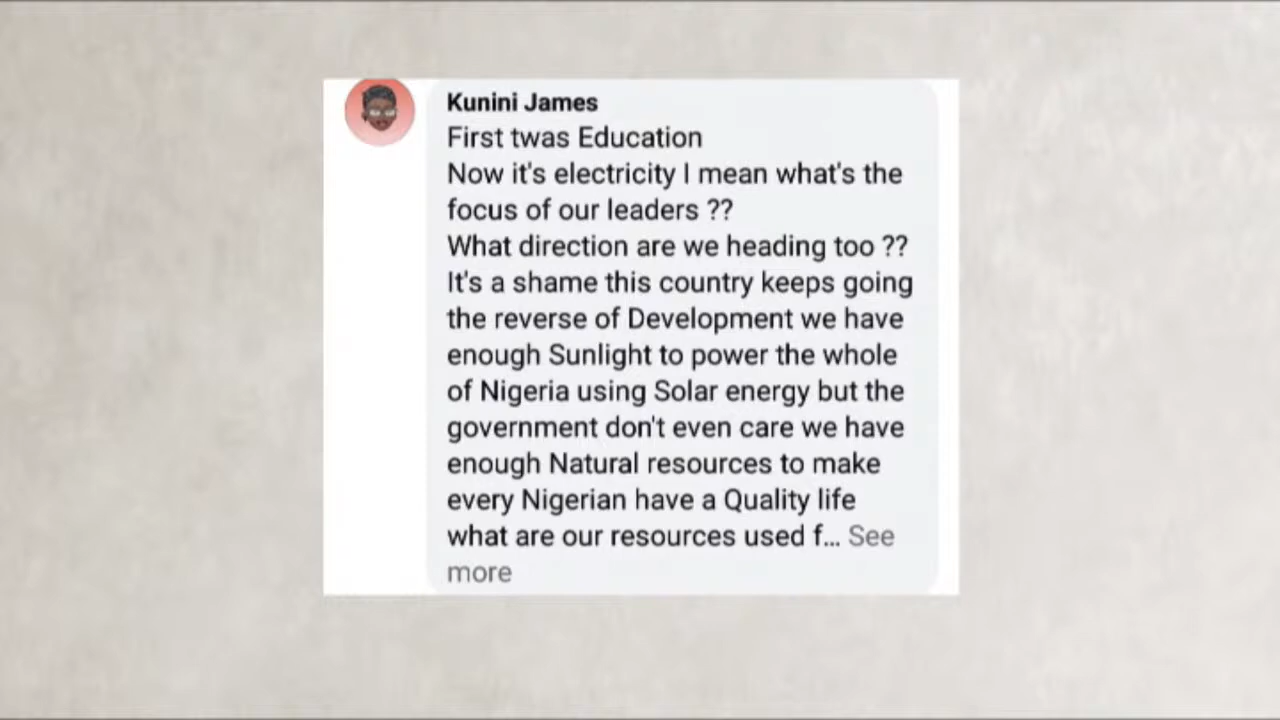 Kunini James
First twas Education
Now it's electricity I mean what's the
focus of our leaders ??
What direction are we heading too ??
It's a shame this country keeps going
the reverse of Development we have
enough Sunlight to power the whole
of Nigeria using Solar energy but the
government don't even care we have
enough Natural resources to make
every Nigerian have a Quality life
what are our resources used f... See
more